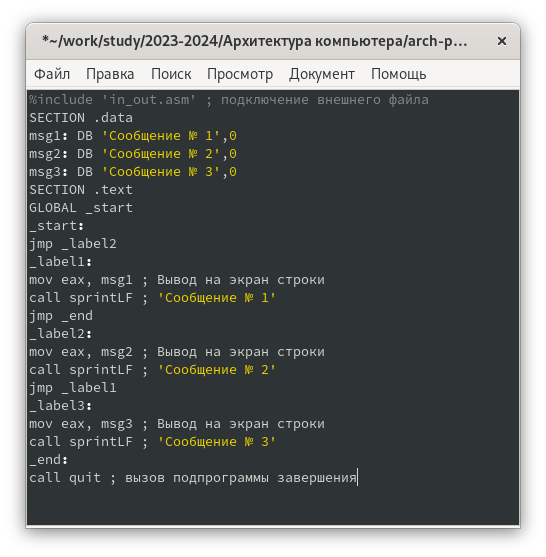 *~/work/study/2023-2024/Архитектура компьютера/arch-p... ×
Файл Правка Поиск Просмотр Документ Помощь
%include 'in_out.asm' ; подключение внешнего файла
SECTION .data
msg1: DB 'Сообщение № 1',0
msg2: DB 'Сообщение № 2',0
msg3: DB 'Сообщение № 3',0
SECTION .text
GLOBAL _start
_start:
jmp _label2
_label1:
mov eax, msg1 ; Вывод на экран строки
call sprintLF ; 'Сообщение № 1'
jmp _end
_label2:
mov eax, msg2 ; Вывод на экран строки
call sprintLF ; 'Сообщение № 2'
jmp _label1
_label3:
mov eax, msg3 ; Вывод на экран строки
call sprintLF ; 'Сообщение № 3'
_end:
call quit ; вызов подпрограммы завершения